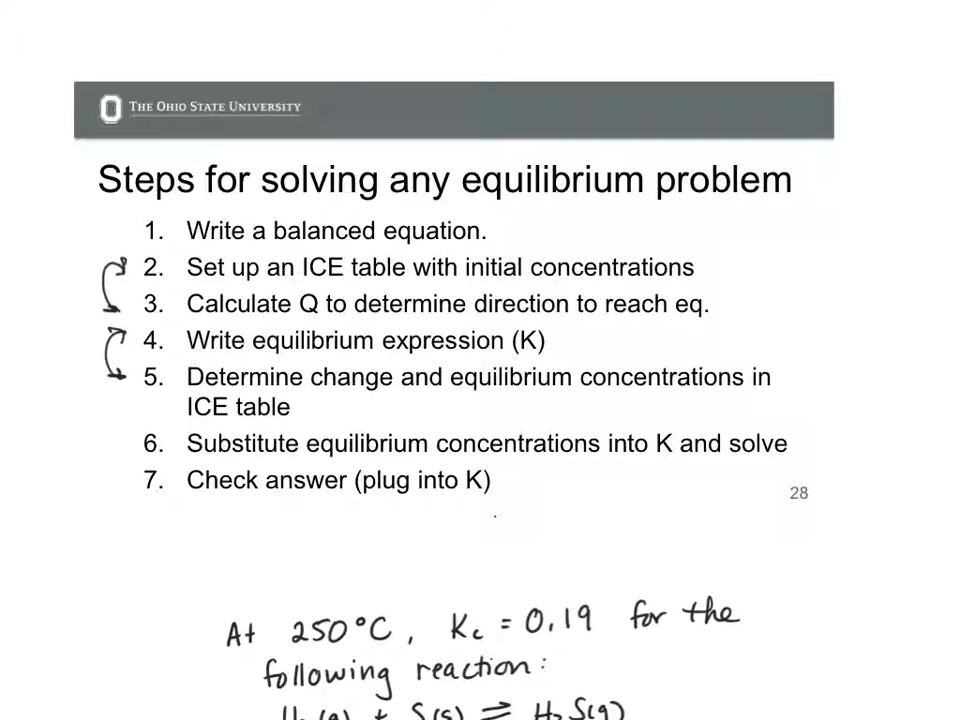 THE OHIO STATE UNIVERSITY
Steps for solving any equilibrium problem
1. Write a balanced equation.
2. Set up an ICE table with initial concentrations
3. Calculate Q to determine direction to reach eq.
4. Write equilibrium expression (K)
5. Determine change and equilibrium concentrations in
ICE table
6. Substitute equilibrium concentrations into K and solve
7. Check answer (plug into K)
28
At 250°C, Kc = 0.19 for the
following reaction:
H₂(g) + S(s) ⇌ H₂S(g)